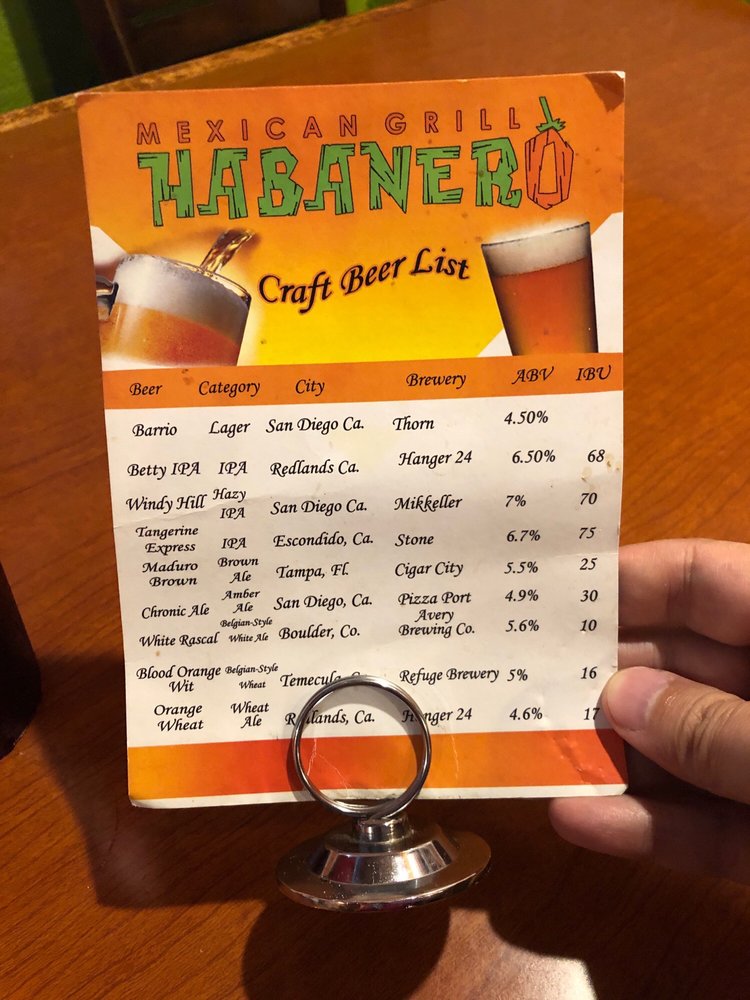 MEXICAN GRILL
HABANERO
Craft Beer List
Beer Category City Brewery ABV IBU
Barrio Lager San Diego Ca. Thorn 4.50%
Betty IPA IPA Redlands Ca. Hanger 24 6.50% 68
Windy Hill Hazy IPA San Diego Ca. Mikkeller 7% 70
Tangerine Express IPA Escondido, Ca. Stone 6.7% 75
Maduro Brown Brown Ale Tampa, Fl. Cigar City 5.5% 25
Chronic Ale Amber Ale San Diego, Ca. Pizza Port 4.9% 30
White Rascal Belgian-Style White Ale Boulder, Co. Avery Brewing Co. 5.6% 10
Blood Orange Wit Belgian-Style Wheat Temecula Refuge Brewery 5% 16
Orange Wheat Wheat Ale Redlands, Ca. Hanger 24 4.6% 17